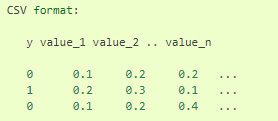 CSV format:
y value_1 value_2 .. value_n
0 0.1 0.2 0.2 ...
1 0.2 0.3 0.1 ...
0 0.1 0.2 0.4 ...